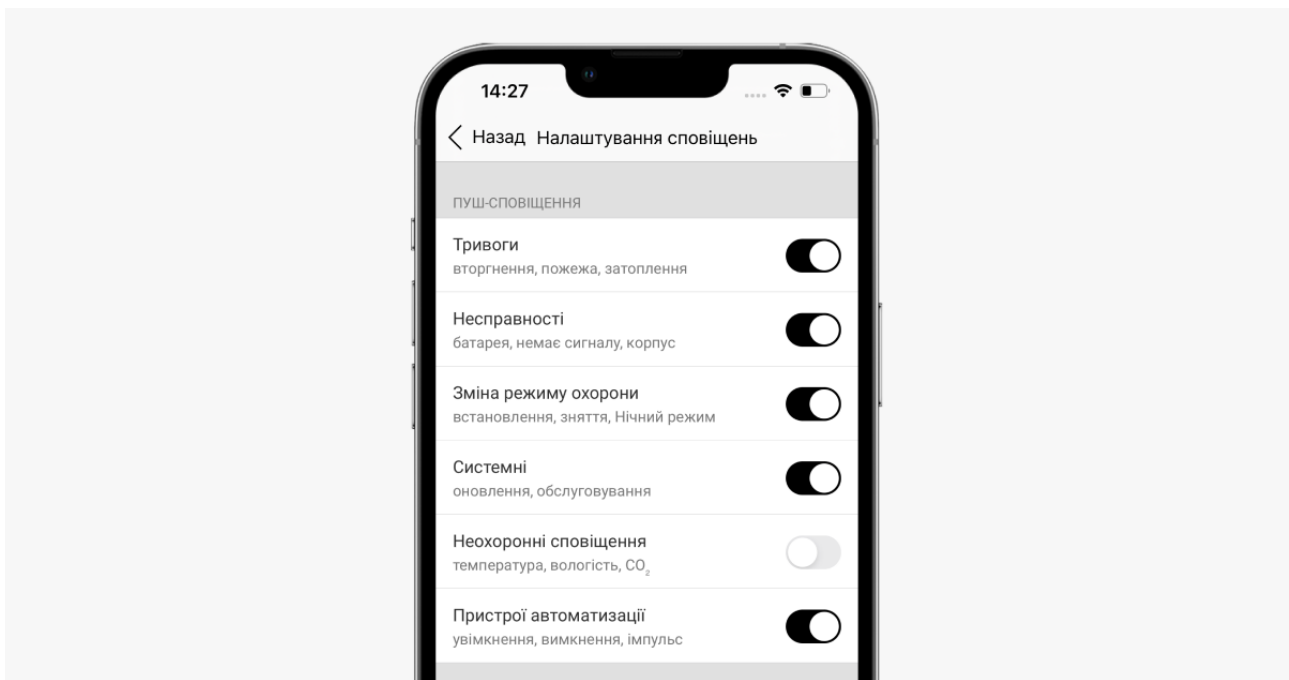 14:27
Назад Налаштування сповіщень
ПУШ-СПОВІЩЕННЯ
Тривоги
вторгнення, пожежа, затоплення
Несправності
батарея, немає сигналу, корпус
Зміна режиму охорони
встановлення, зняття, Нічний режим
Системні
оновлення, обслуговування
Неохоронні сповіщення
температура, вологість, CO₂
Пристрої автоматизації
увімкнення, вимкнення, імпульс